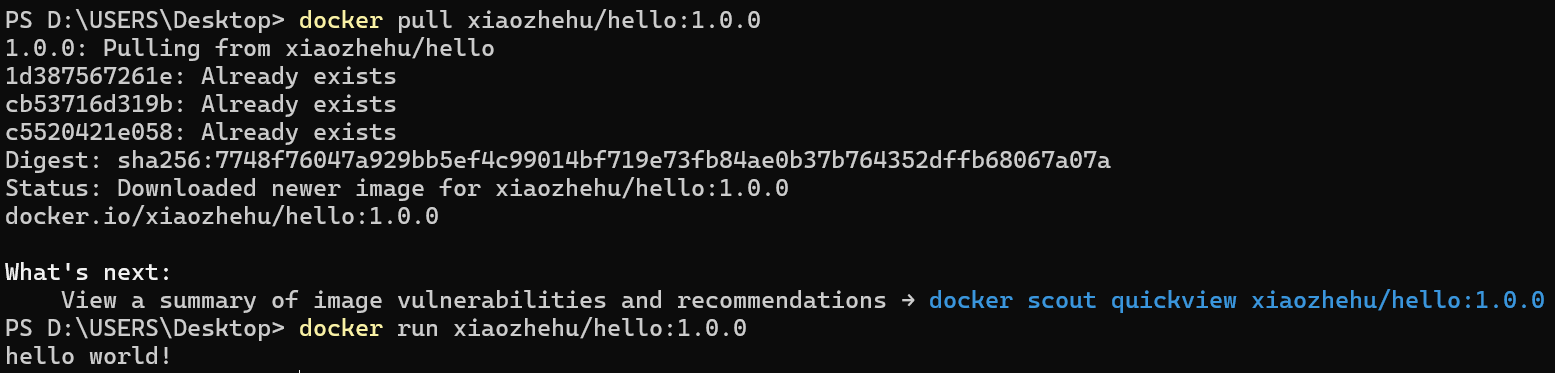 PS D:\USERS\Desktop> docker pull xiaozhehu/hello:1.0.0
1.0.0: Pulling from xiaozhehu/hello
1d387567261e: Already exists
cb53716d319b: Already exists
c5520421e058: Already exists
Digest: sha256:7748f76047a929bb5ef4c99014bf719e73fb84ae0b37b764352dffb68067a07a
Status: Downloaded newer image for xiaozhehu/hello:1.0.0
docker.io/xiaozhehu/hello:1.0.0
What's next:
    View a summary of image vulnerabilities and recommendations → docker scout quickview xiaozhehu/hello:1.0.0
PS D:\USERS\Desktop> docker run xiaozhehu/hello:1.0.0
hello world!